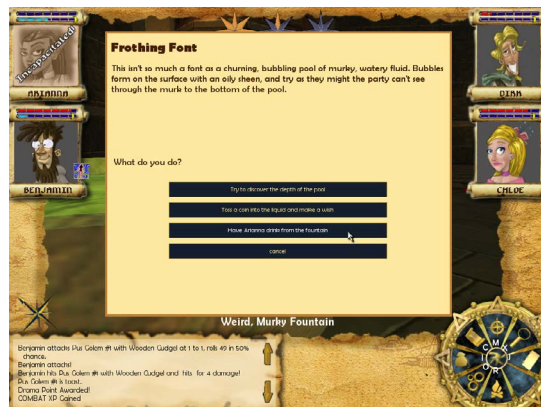 Frothing Font
This isn't so much a font as a churning, bubbling pool of murky, watery fluid. Bubbles
form on the surface with an oily sheen, and try as they might the party can't see
through the murk to the bottom of the pool.
Incapacitated!
ARIANNA
DIRK
BENJAMIN
CHLOE
What do you do?
Try to discover the depth of the pool
Toss a coin into the liquid and make a wish
Have Arianna drink from the fountain
cancel
Weird, Murky Fountain
Benjamin attacks Pus Golem #1 with Wooden Cudgel at 1 to 1, rolls 49 in 50%
chance.
Benjamin attacks!
Benjamin hits Pus Golem #1 with Wooden Cudgel and hits for 4 damage!
Pus Golem #1 is toast.
Drama Point Awarded!
COMBAT XP Gained